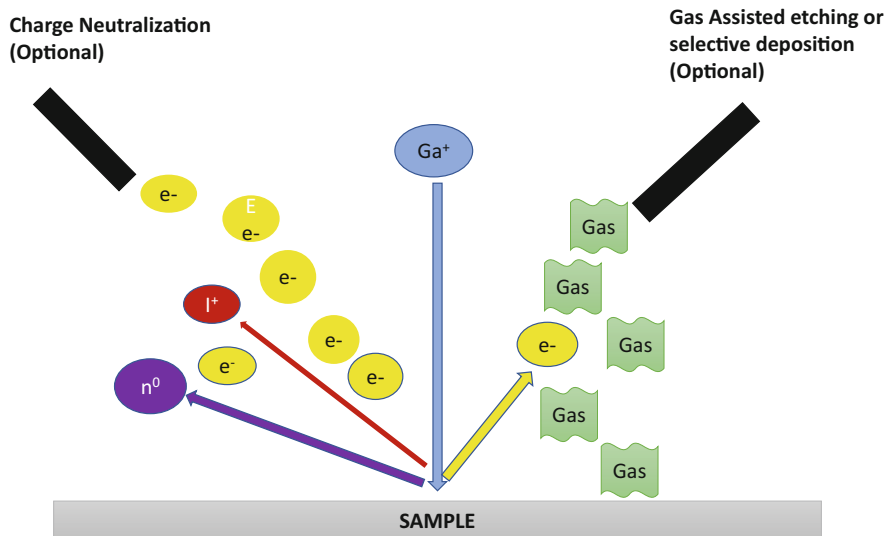 Charge Neutralization
(Optional)
Gas Assisted etching or
selective deposition
(Optional)
Ga⁺
e-
E
e-
Gas
e-
Gas
I⁺
e-
e-
Gas
e⁻
e-
n⁰
Gas
Gas
SAMPLE